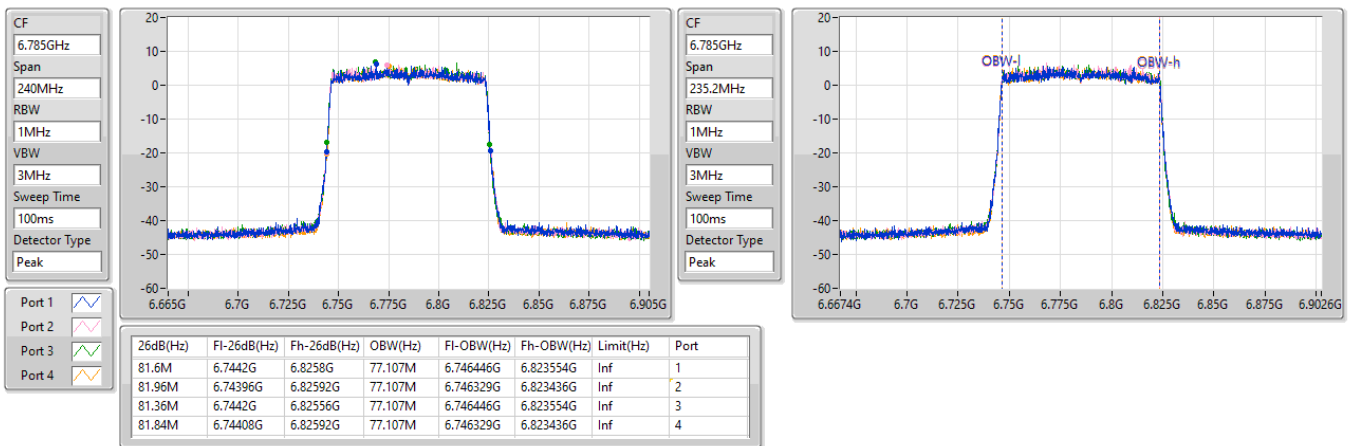 CF
6.785GHz
Span
240MHz
RBW
1MHz
VBW
3MHz
Sweep Time
100ms
Detector Type
Peak
20
10
0
-10
-20
-30
-40
-50
-60
6.665G 6.7G 6.725G 6.75G 6.775G 6.8G 6.825G 6.85G 6.875G 6.905G
CF
6.785GHz
Span
235.2MHz
RBW
1MHz
VBW
3MHz
Sweep Time
100ms
Detector Type
Peak
20
10
0
-10
-20
-30
-40
-50
-60
OBW-l OBW-h
6.6674G 6.7G 6.725G 6.75G 6.775G 6.8G 6.825G 6.85G 6.875G 6.9026G
Port 1
Port 2
Port 3
Port 4
26dB(Hz) Fl-26dB(Hz) Fh-26dB(Hz) OBW(Hz) Fl-OBW(Hz) Fh-OBW(Hz) Limit(Hz) Port
81.6M 6.7442G 6.8258G 77.107M 6.746446G 6.823554G Inf 1
81.96M 6.74396G 6.82592G 77.107M 6.746329G 6.823436G Inf 2
81.36M 6.7442G 6.82556G 77.107M 6.746446G 6.823554G Inf 3
81.84M 6.74408G 6.82592G 77.107M 6.746329G 6.823436G Inf 4